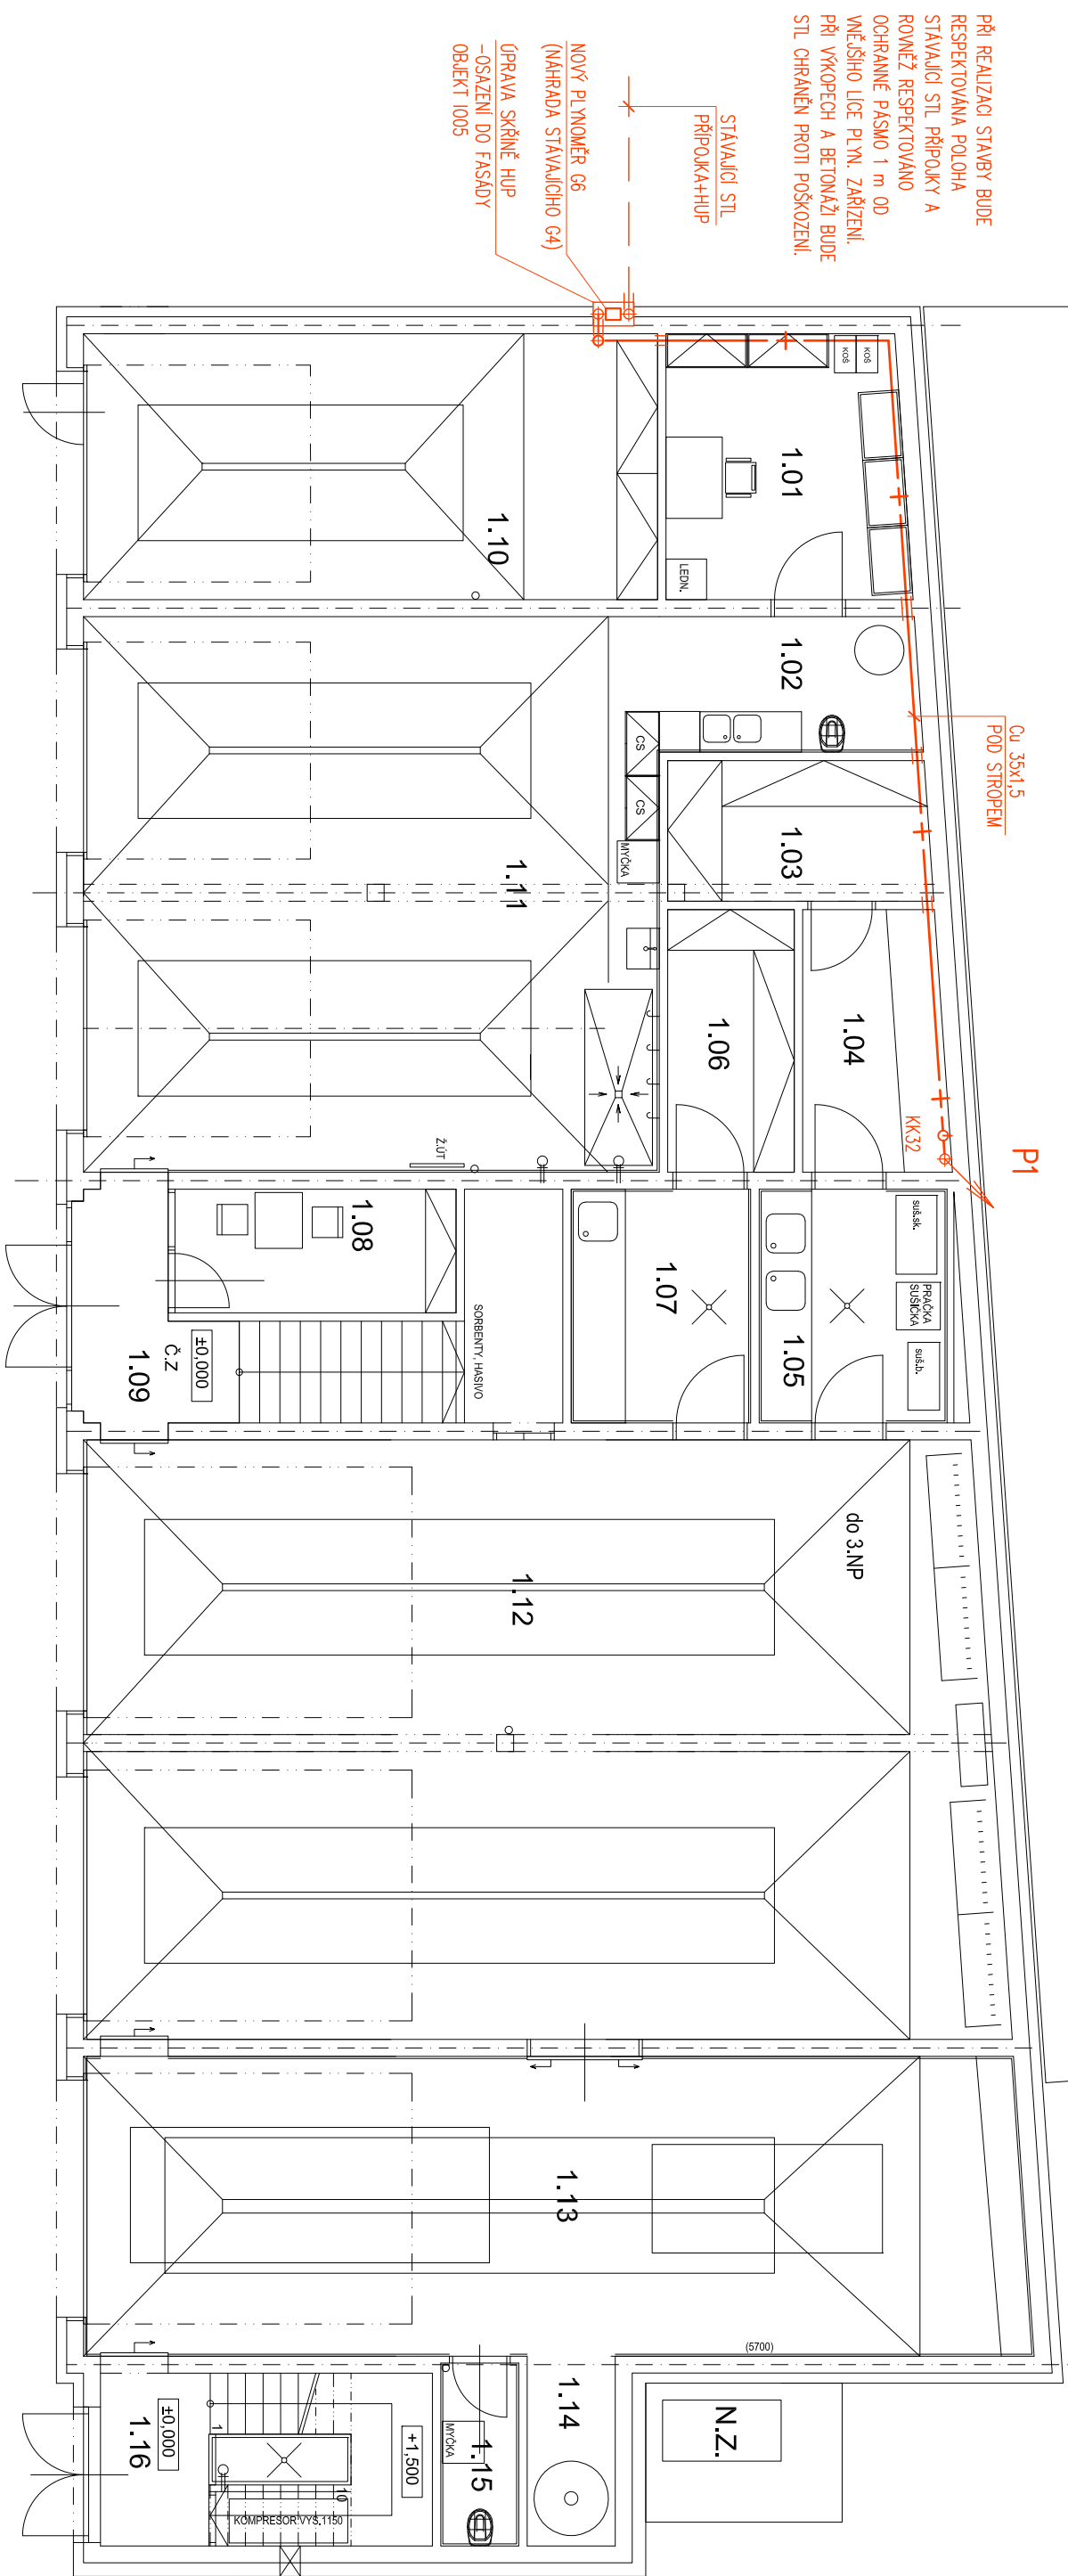 PŘI REALIZACI STAVBY BUDE
RESPEKTOVÁNA POLOHA
STÁVAJÍCÍ STL PŘÍPOJKY A
ROVNĚŽ RESPEKTOVÁNO
OCHRANNÉ PÁSMO 1 m OD
VNĚJŠÍHO LÍCE PLYN. ZAŘÍZENÍ.
PŘI VÝKOPECH A BETONÁŽI BUDE
STL CHRÁNĚN PROTI POŠKOZENÍ.
STÁVAJÍCÍ STL
PŘÍPOJKA+HUP
NOVÝ PLYNOMĚR G6
(NÁHRADA STÁVAJÍCÍHO G4)
ÚPRAVA SKŘÍNĚ HUP
-OSAZENÍ DO FASÁDY
OBJEKT IO05
KOŠ
KOŠ
1.01
LEDN.
1.10
1.02
Cu 35x1,5
POD STROPEM
CS
CS
MYČKA
1.03
1.11
1.04
1.06
KK32
P1
Ž.ÚT
1.08
suš.sk.
PRAČKA
SUŠIČKA
suš.b.
1.05
1.07
SORBENTY, HASIVO
±0,000
Č.Z
1.09
do 3.NP
1.12
1.13
(5700)
1.14
N.Z.
MYČKA
1.15
+1,500
±0,000
1.16
1
10
KOMPRESOR VYS.1150